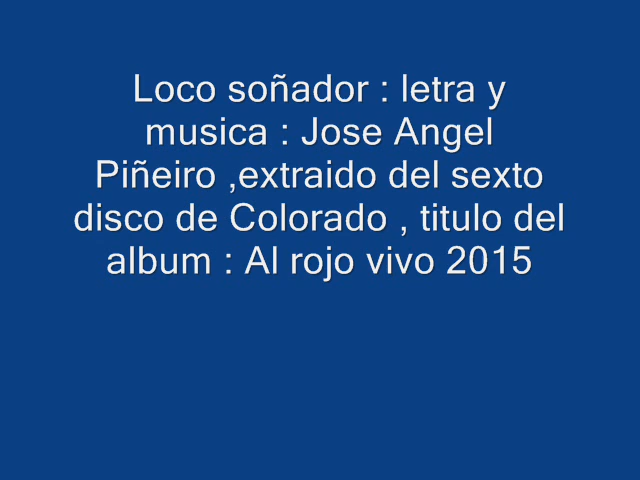 Loco soñador : letra y
musica : Jose Angel
Piñeiro ,extraido del sexto
disco de Colorado , titulo del
album : Al rojo vivo 2015